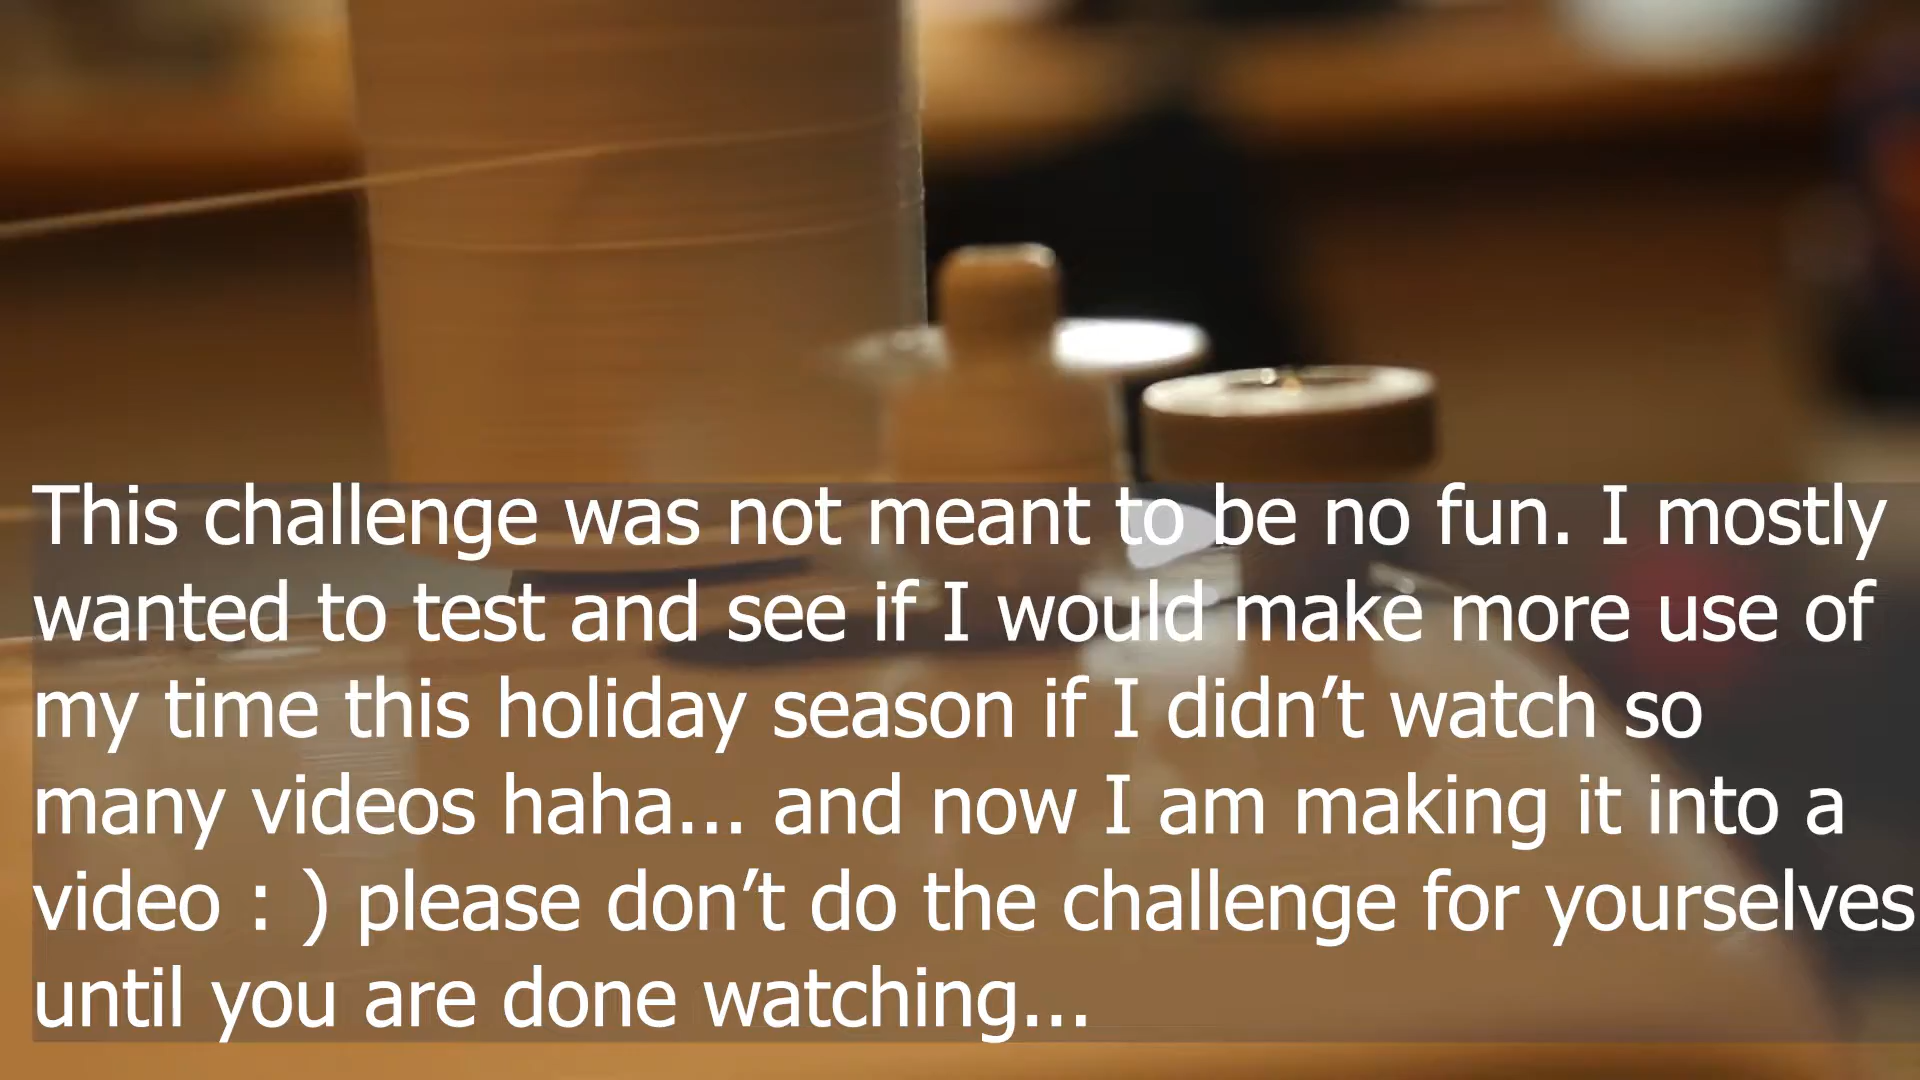 This challenge was not meant to be no fun. I mostly
wanted to test and see if I would make more use of
my time this holiday season if I didn’t watch so
many videos haha... and now I am making it into a
video : ) please don’t do the challenge for yourselves
until you are done watching...